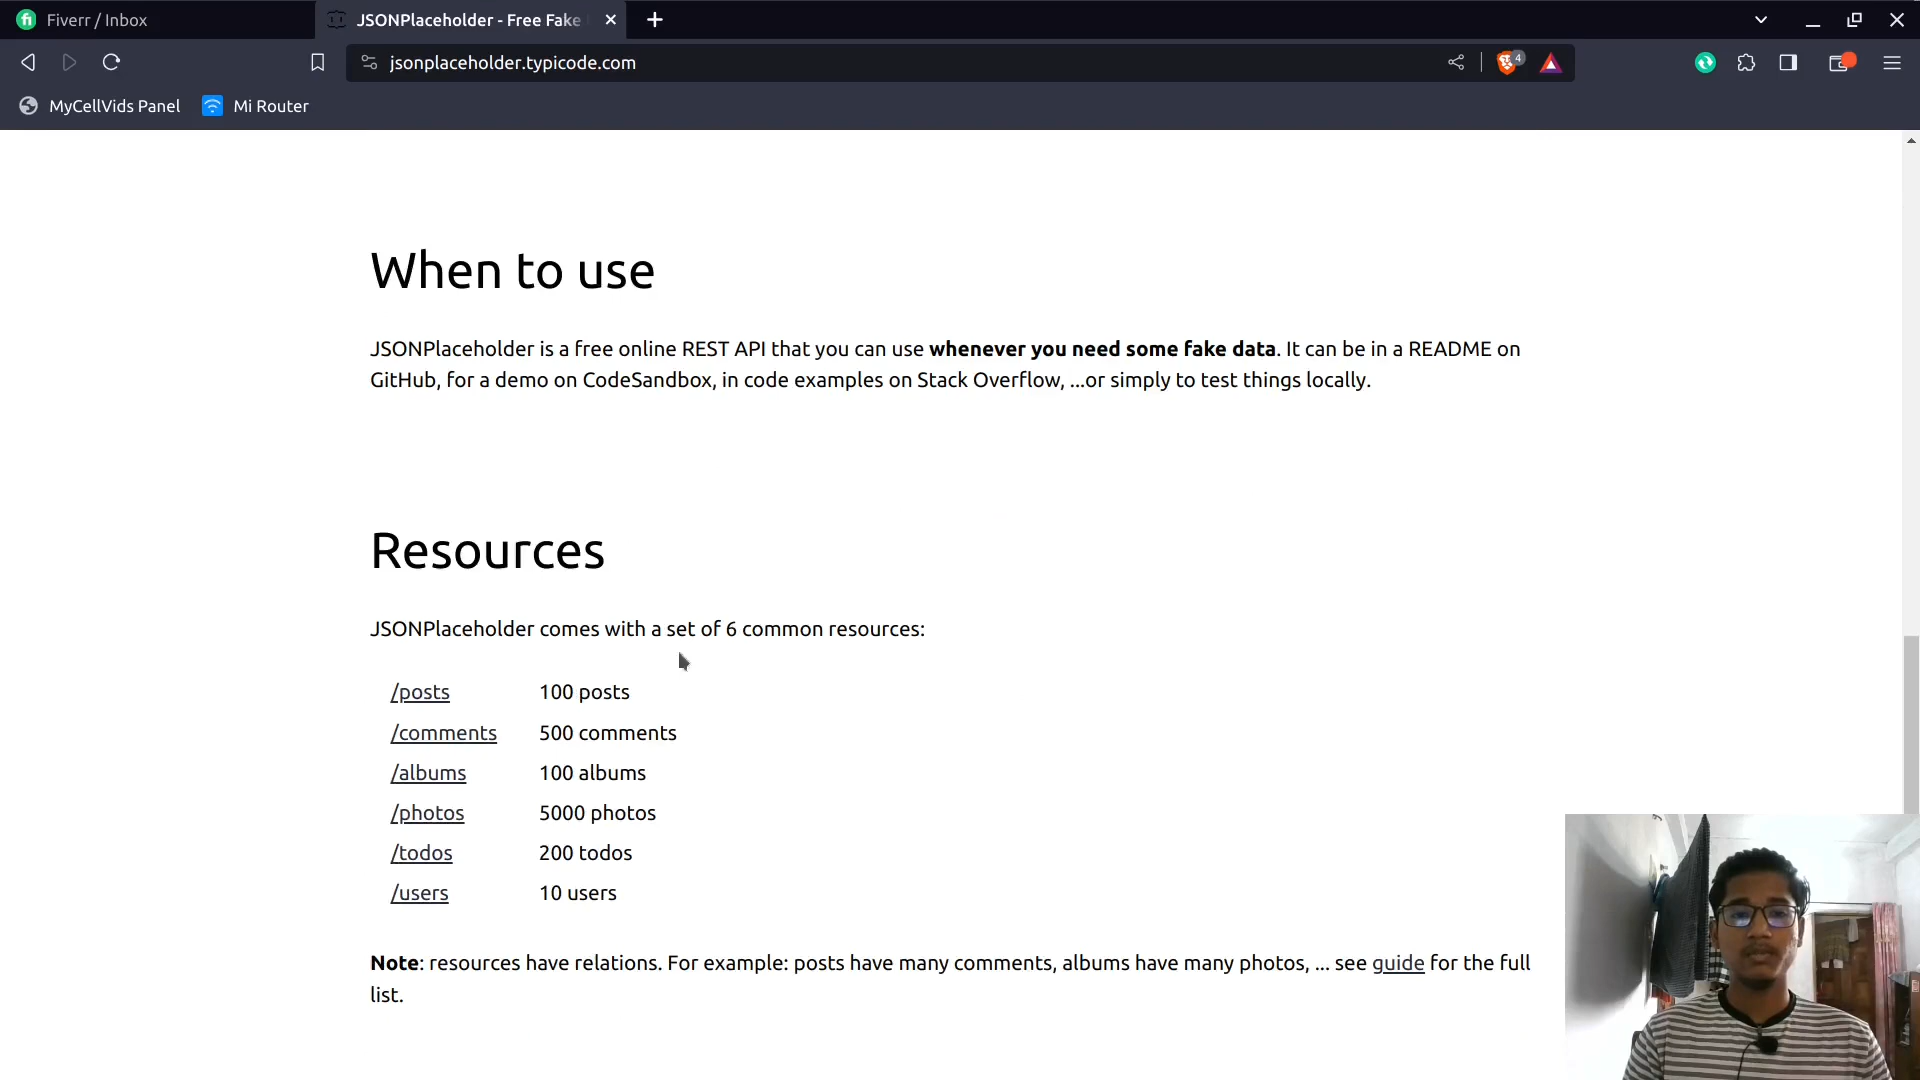 Fiverr / Inbox
JSONPlaceholder - Free Fake
jsonplaceholder.typicode.com
4
MyCellVids Panel
Mi Router
When to use
JSONPlaceholder is a free online REST API that you can use whenever you need some fake data. It can be in a README on
GitHub, for a demo on CodeSandbox, in code examples on Stack Overflow, ...or simply to test things locally.
Resources
JSONPlaceholder comes with a set of 6 common resources:
/posts 100 posts
/comments 500 comments
/albums 100 albums
/photos 5000 photos
/todos 200 todos
/users 10 users
Note: resources have relations. For example: posts have many comments, albums have many photos, ... see guide for the full
list.